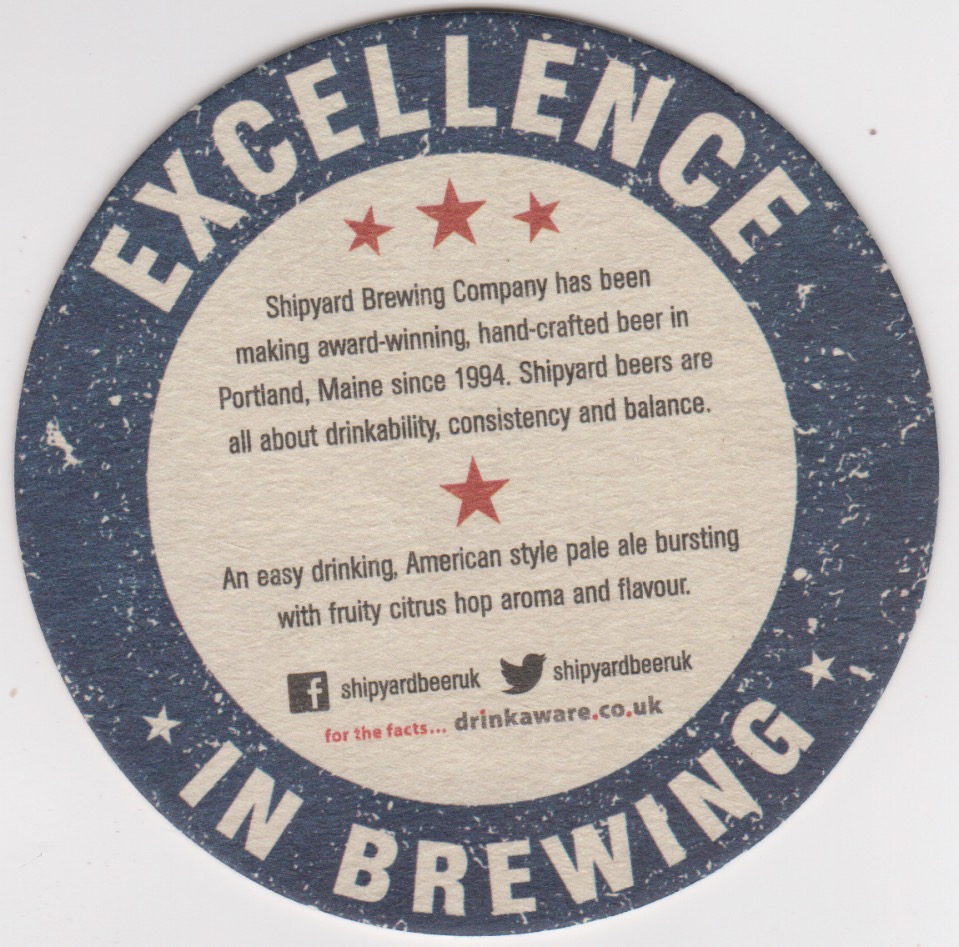 EXCELLENCE
Shipyard Brewing Company has been
making award-winning, hand-crafted beer in
Portland, Maine since 1994. Shipyard beers are
all about drinkability, consistency and balance.
An easy drinking, American style pale ale bursting
with fruity citrus hop aroma and flavour.
f shipyardbeeruk shipyardbeeruk
for the facts... drinkaware.co.uk
IN BREWING